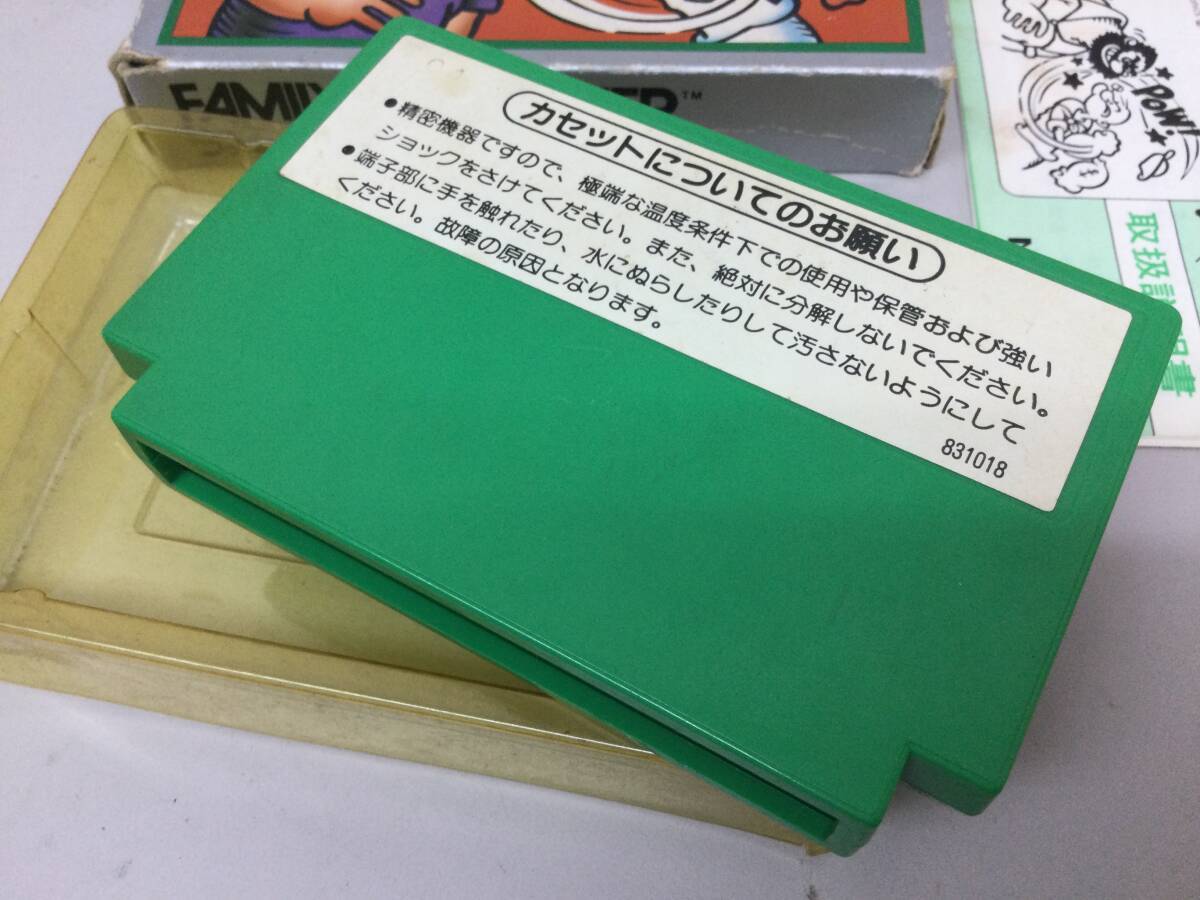 FAMILY
TM
POW!
取扱説明書
カセットについてのお願い
●精密機器ですので、極端な温度条件下での使用や保管および強い
ショックをさけてください。また、絶対に分解しないでください。
●端子部に手を触れたり、水にぬらしたりして汚さないようにして
ください。故障の原因となります。
831018